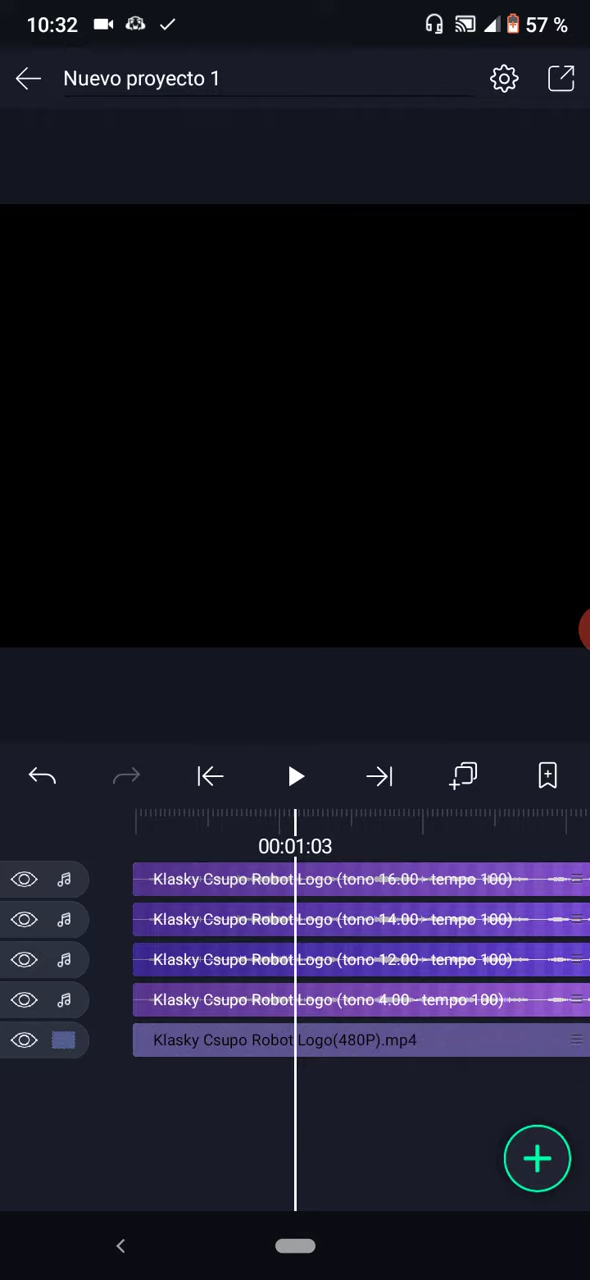 10:32
57 %
Nuevo proyecto 1
00:01:03
Klasky Csupo Robot Logo (tono 16.00 - tempo 100)
Klasky Csupo Robot Logo (tono 14.00 - tempo 100)
Klasky Csupo Robot Logo (tono 12.00 - tempo 100)
Klasky Csupo Robot Logo (tono 4.00 - tempo 100)
Klasky Csupo Robot Logo(480P).mp4